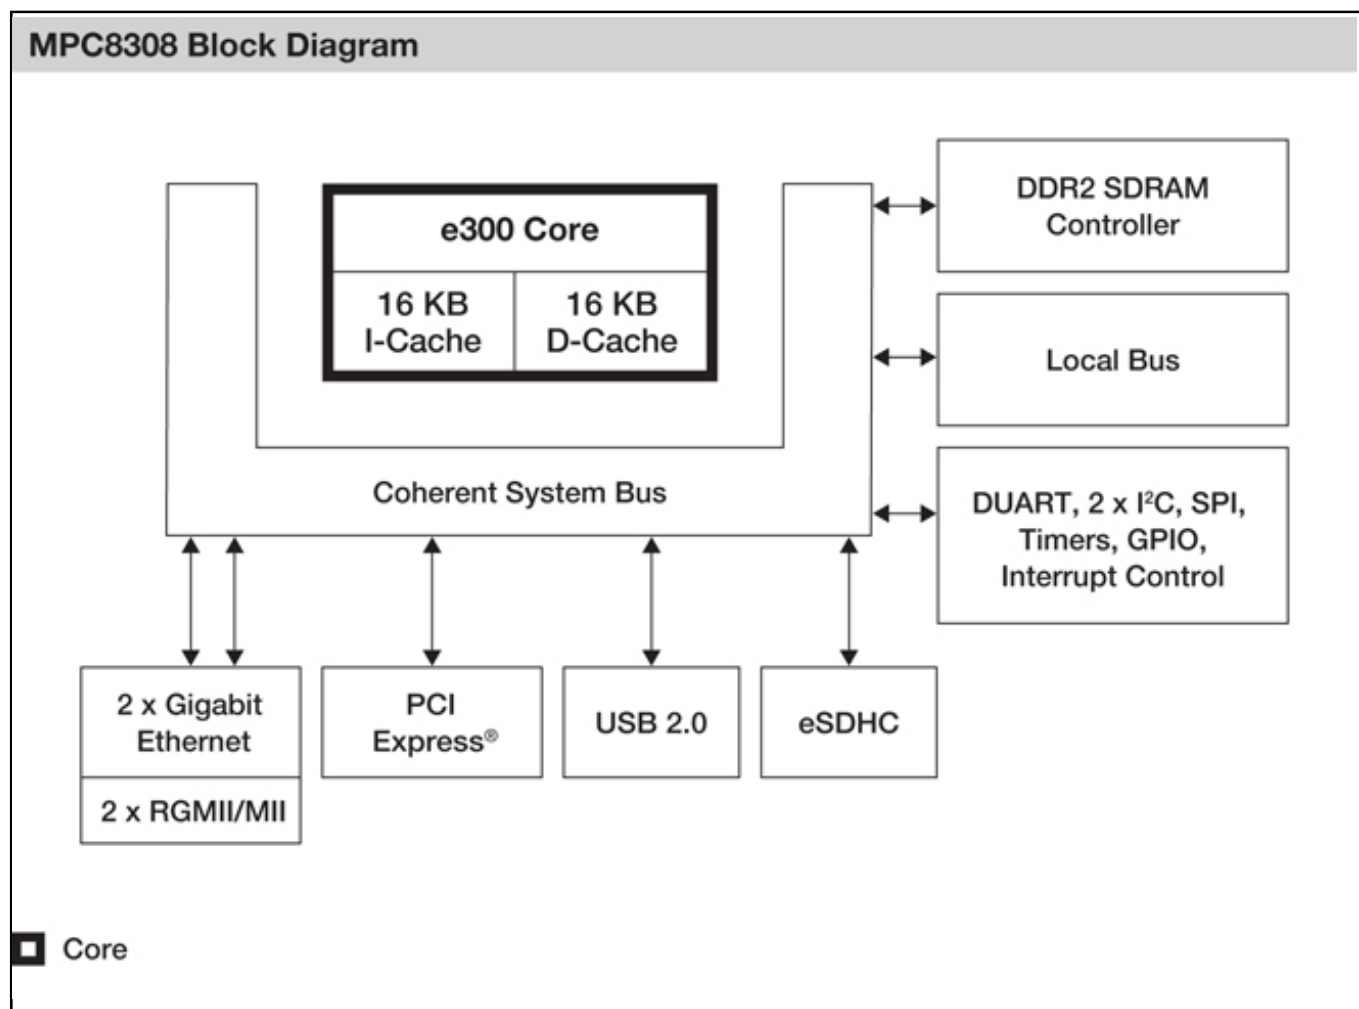 MPC8308 Block Diagram
e300 Core
16 KB
I-Cache
16 KB
D-Cache
Coherent System Bus
DDR2 SDRAM
Controller
Local Bus
DUART, 2 x I²C, SPI,
Timers, GPIO,
Interrupt Control
2 x Gigabit
Ethernet
2 x RGMII/MII
PCI
Express®
USB 2.0
eSDHC
Core